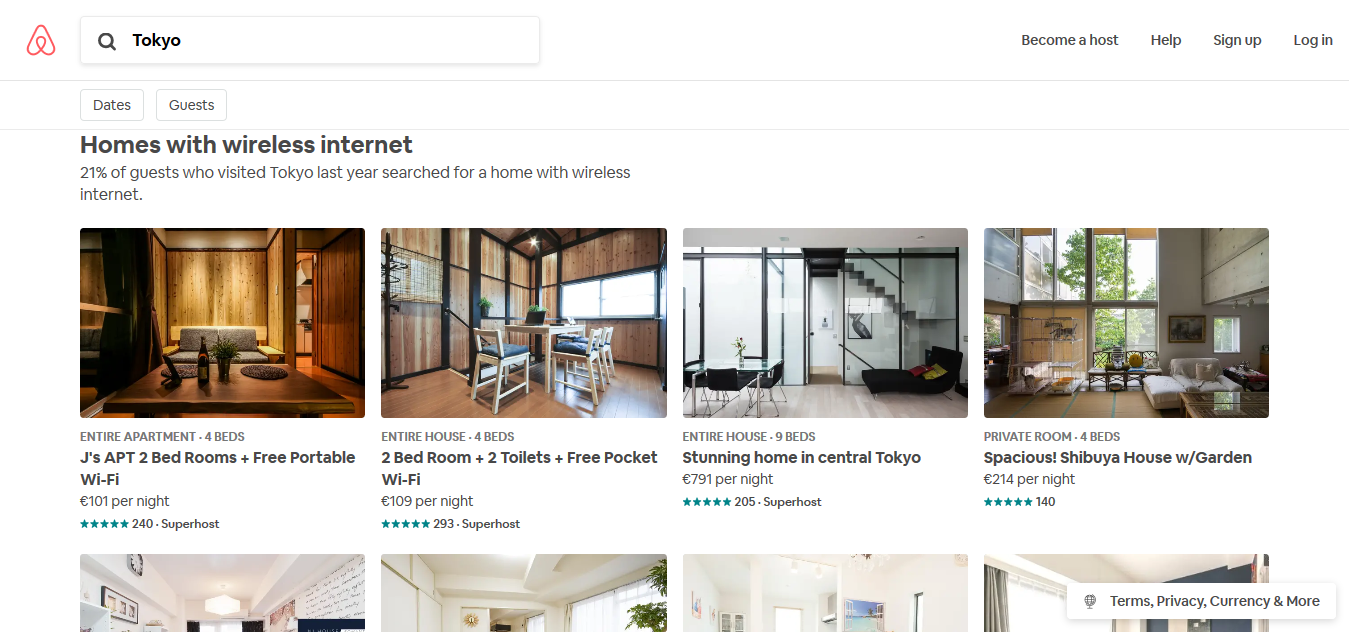 Tokyo
Become a host
Help
Sign up
Log in
Dates
Guests
Homes with wireless internet
21% of guests who visited Tokyo last year searched for a home with wireless
internet.
ENTIRE APARTMENT · 4 BEDS
J's APT 2 Bed Rooms + Free Portable
Wi-Fi
€101 per night
240 · Superhost
ENTIRE HOUSE · 4 BEDS
2 Bed Room + 2 Toilets + Free Pocket
Wi-Fi
€109 per night
293 · Superhost
ENTIRE HOUSE · 9 BEDS
Stunning home in central Tokyo
€791 per night
205 · Superhost
PRIVATE ROOM · 4 BEDS
Spacious! Shibuya House w/Garden
€214 per night
140
Terms, Privacy, Currency & More